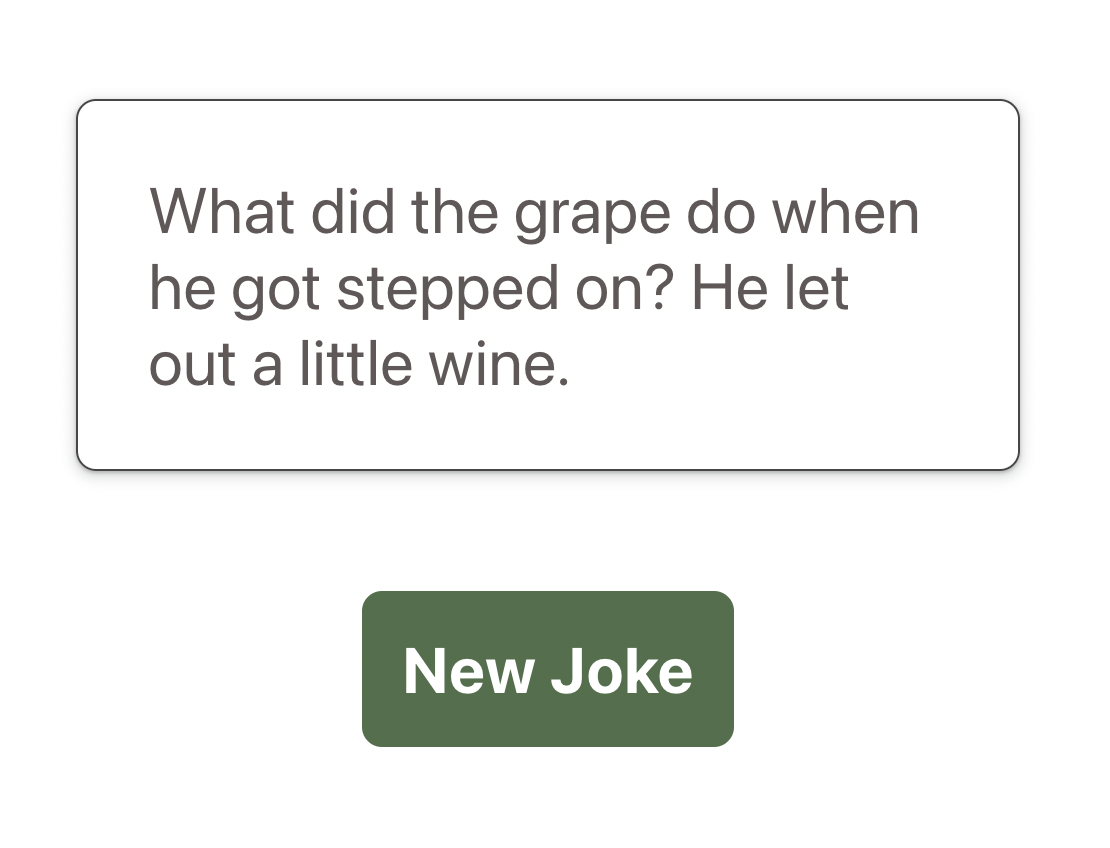 What did the grape do when
he got stepped on? He let
out a little wine.
New Joke